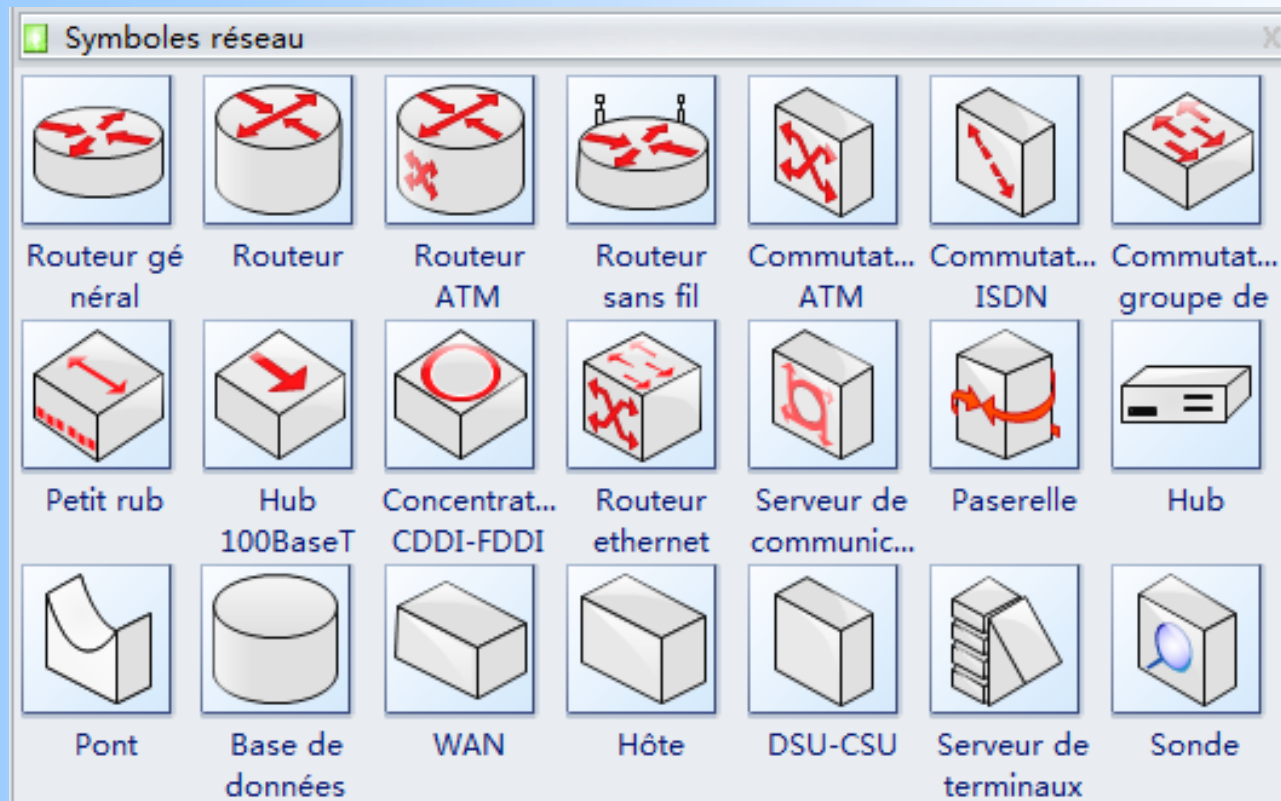 Symboles réseau
Routeur gé
néral
Routeur
Routeur
ATM
Routeur
sans fil
Commutat...
ATM
Commutat...
ISDN
Commutat...
groupe de
Petit rub
Hub
100BaseT
Concentrat...
CDDI-FDDI
Routeur
ethernet
Serveur de
communic...
Paserelle
Hub
Pont
Base de
données
WAN
Hôte
DSU-CSU
Serveur de
terminaux
Sonde